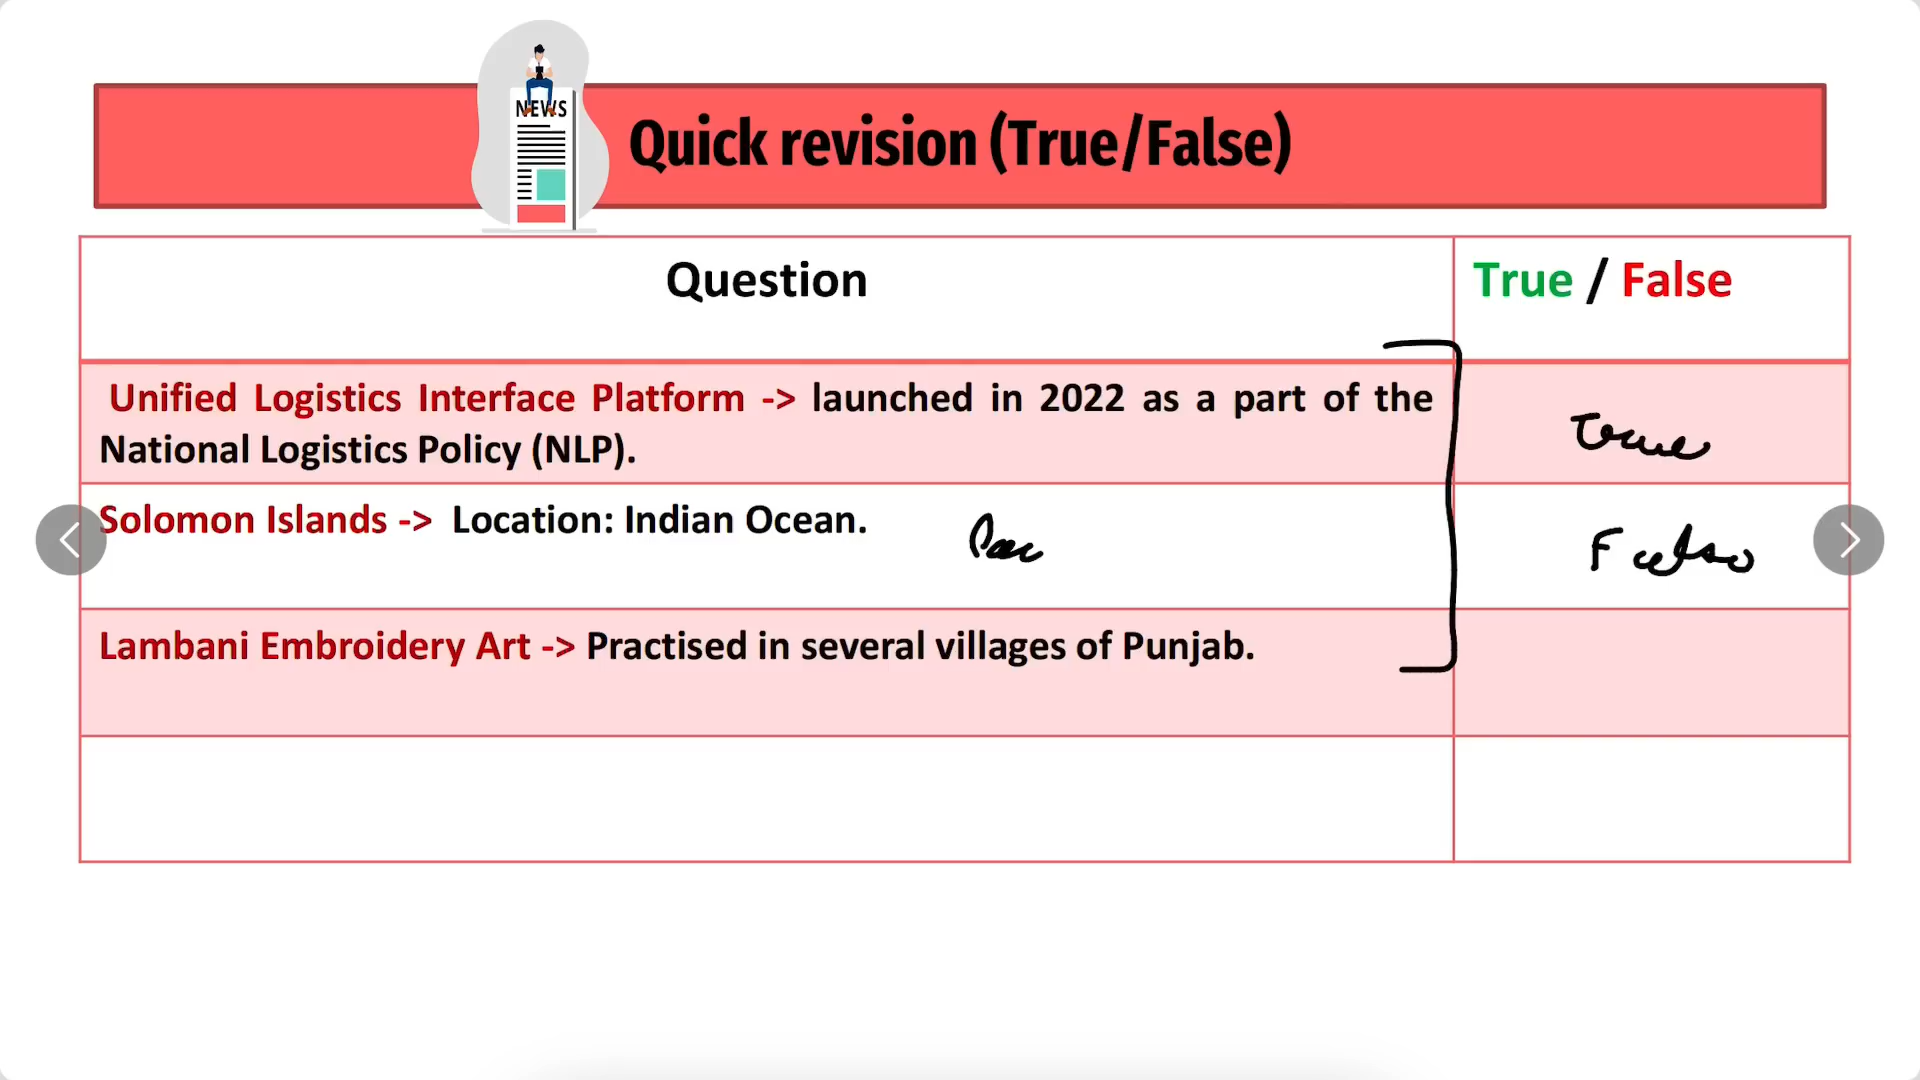 NEWS
Quick revision (True/False)
Question
True / False
Unified Logistics Interface Platform -> launched in 2022 as a part of the
National Logistics Policy (NLP).
True
Solomon Islands -> Location: Indian Ocean.
False
Lambani Embroidery Art -> Practised in several villages of Punjab.